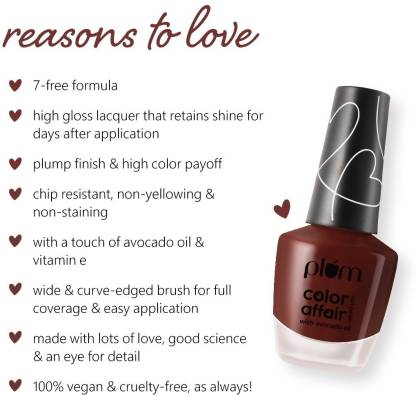 reasons to love
7-free formula
high gloss lacquer that retains shine for
days after application
plump finish & high color payoff
chip resistant, non-yellowing &
non-staining
with a touch of avocado oil &
vitamin e
wide & curve-edged brush for full
coverage & easy application
made with lots of love, good science
& an eye for detail
100% vegan & cruelty-free, as always!
plum
color
affair
with avocado oil